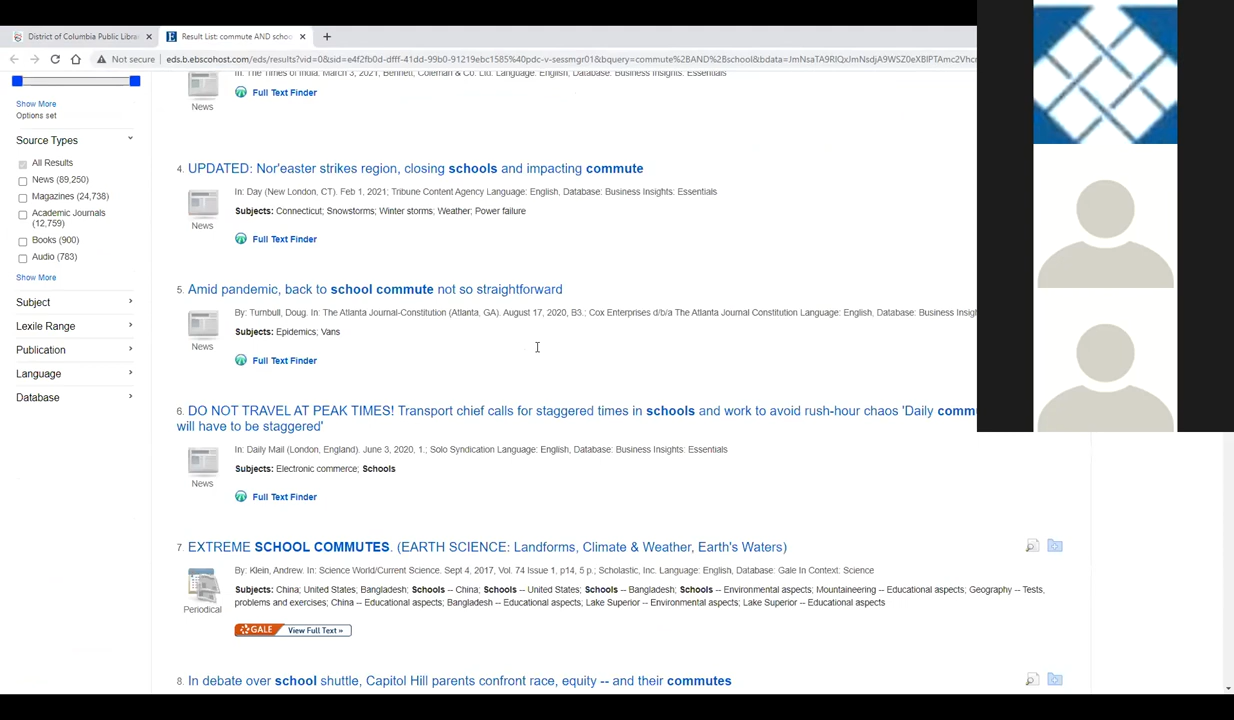 District of Columbia Public Libra
Result List: commute AND schoo
Not secure
eds.b.ebscohost.com/eds/results?vid=0&sid=e4f2fb0d-dfff-41dd-99b0-91219ebc1585%40pdc-v-sessmgr01&bquery=commute%2BAND%2Bschool&bdata=
Show More
Options set
Source Types
All Results
News (89,250)
Magazines (24,738)
Academic Journals
(12,759)
Books (900)
Audio (783)
Show More
Subject
Lexile Range
Publication
Language
Database
In: The Times of India. March 3, 2021; Bennett, Coleman & Co. Ltd. Language: English, Database: Business Insights: Essentials
News
Full Text Finder
4. UPDATED: Nor'easter strikes region, closing schools and impacting commute
In: Day (New London, CT). Feb 1, 2021; Tribune Content Agency Language: English, Database: Business Insights: Essentials
Subjects: Connecticut; Snowstorms; Winter storms; Weather; Power failure
News
Full Text Finder
5. Amid pandemic, back to school commute not so straightforward
By: Turnbull, Doug. In: The Atlanta Journal-Constitution (Atlanta, GA). August 17, 2020, B3.; Cox Enterprises d/b/a The Atlanta Journal Constitution Language: English, Database: Business Insig
Subjects: Epidemics; Vans
News
Full Text Finder
6. DO NOT TRAVEL AT PEAK TIMES! Transport chief calls for staggered times in schools and work to avoid rush-hour chaos 'Daily comm
will have to be staggered'
In: Daily Mail (London, England). June 3, 2020, 1.; Solo Syndication Language: English, Database: Business Insights: Essentials
Subjects: Electronic commerce; Schools
News
Full Text Finder
7. EXTREME SCHOOL COMMUTES. (EARTH SCIENCE: Landforms, Climate & Weather, Earth's Waters)
By: Klein, Andrew. In: Science World/Current Science. Sept 4, 2017, Vol. 74 Issue 1, p14, 5 p.; Scholastic, Inc. Language: English, Database: Gale In Context: Science
Subjects: China; United States; Bangladesh; Schools -- China; Schools -- United States; Schools -- Bangladesh; Schools -- Environmental aspects; Mountaineering -- Educational aspects; Geography -- Tests,
problems and exercises; China -- Educational aspects; Bangladesh -- Educational aspects; Lake Superior -- Environmental aspects; Lake Superior -- Educational aspects
Periodical
GALE View Full Text »
8. In debate over school shuttle, Capitol Hill parents confront race, equity -- and their commutes